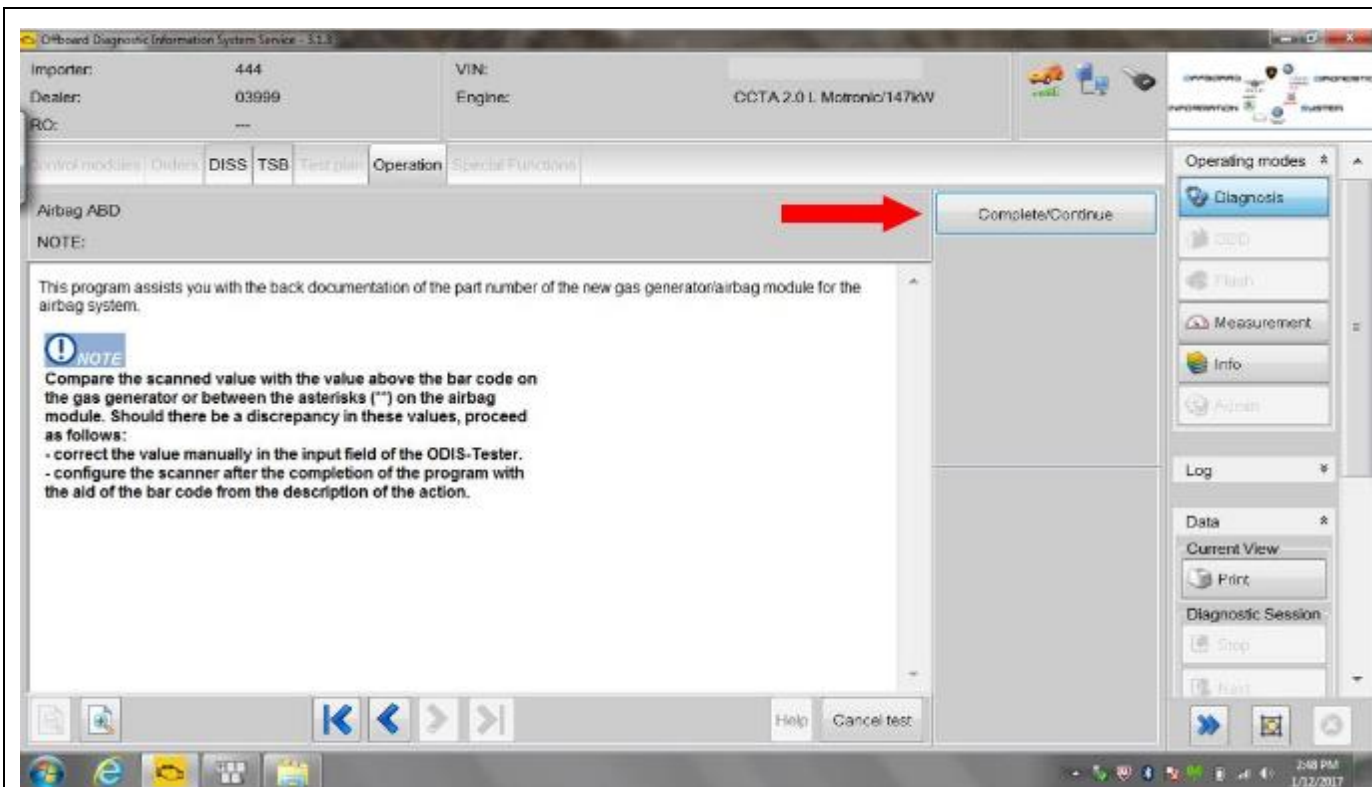 Offboard Diagnostic Information System Service - 3.1.3
Importer: 444 VIN:
Dealer: 03999 Engine: CCTA 2.0 L Motronic/147kW
RO: ---
OFFBOARD DIAGNOSTIC
INFORMATION SYSTEM
Control modules Orders DISS TSB Test plan Operation Special Functions
Airbag ABD
NOTE:
Complete/Continue
This program assists you with the back documentation of the part number of the new gas generator/airbag module for the
airbag system.
NOTE
Compare the scanned value with the value above the bar code on
the gas generator or between the asterisks (**) on the airbag
module. Should there be a discrepancy in these values, proceed
as follows:
- correct the value manually in the input field of the ODIS-Tester.
- configure the scanner after the completion of the program with
the aid of the bar code from the description of the action.
Help Cancel test
Operating modes
Diagnosis
OBD
Flash
Measurement
Info
Admin
Log
Data
Current View
Print
Diagnostic Session
Stop
Next
2:48 PM
1/12/2017